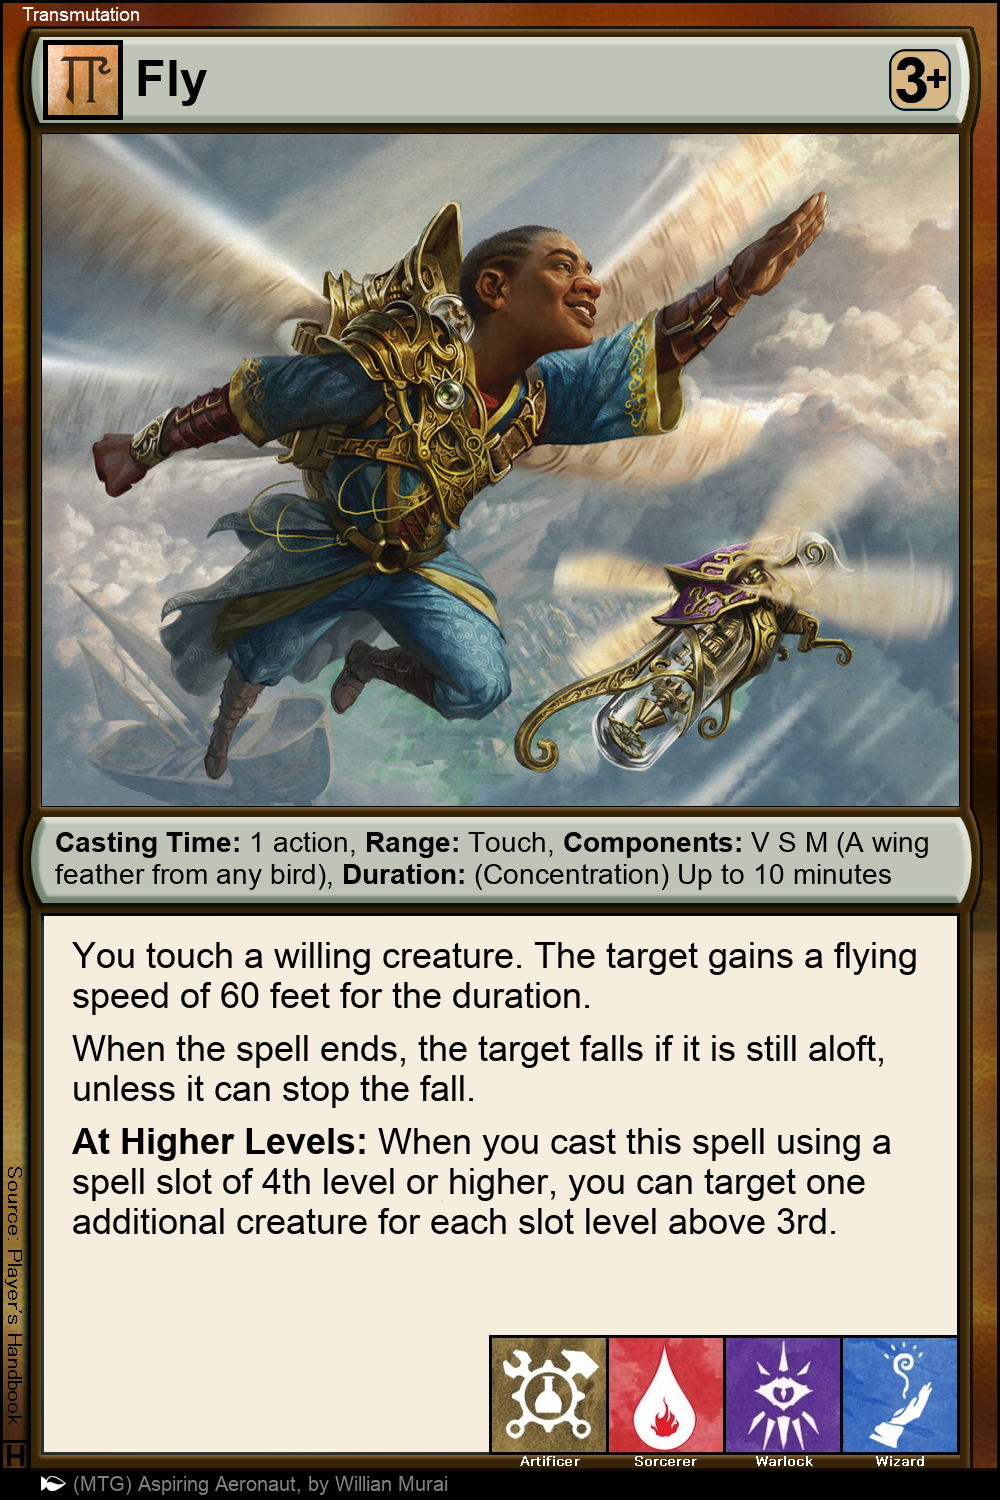 Transmutation
Fly
3+
Casting Time: 1 action, Range: Touch, Components: V S M (A wing
feather from any bird), Duration: (Concentration) Up to 10 minutes
You touch a willing creature. The target gains a flying
speed of 60 feet for the duration.
When the spell ends, the target falls if it is still aloft,
unless it can stop the fall.
At Higher Levels: When you cast this spell using a
spell slot of 4th level or higher, you can target one
additional creature for each slot level above 3rd.
Source: Player's Handbook
H
Artificer
Sorcerer
Warlock
Wizard
(MTG) Aspiring Aeronaut, by Willian Murai